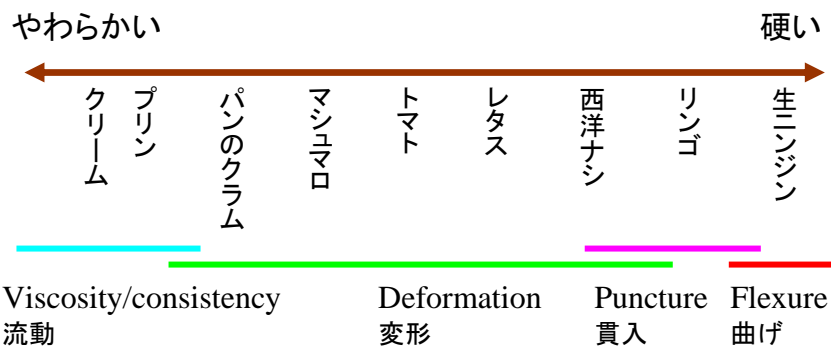 やわらかい
硬い
クリーム
プリン
パンのクラム
マシュマロ
トマト
レタス
西洋ナシ
リンゴ
生ニンジン
Viscosity/consistency
Deformation
Puncture
Flexure
流動
変形
貫入
曲げ